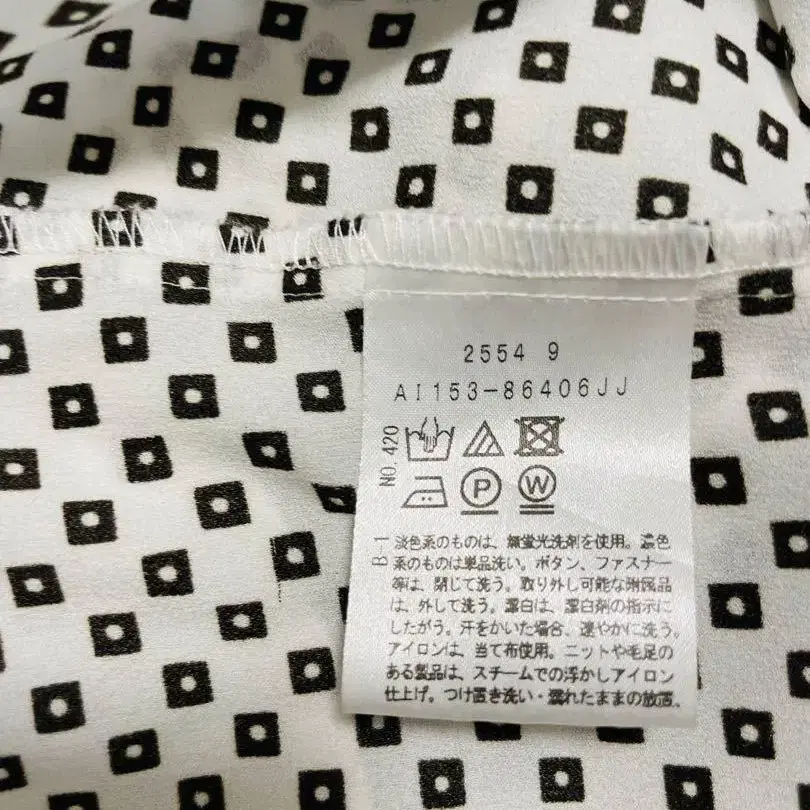 2554 9
AI153-86406JJ
NO. 420
P
W
B-1
淡色系のものは、無蛍光洗剤を使用。濃色
系のものは単品洗い。ボタン、ファスナー
等は、閉じて洗う。取り外し可能な附属品
は、外して洗う。漂白は、漂白剤の指示に
したがう。汗をかいた場合、速やかに洗う。
アイロンは、当て布使用。ニットや毛足の
ある製品は、スチームでの浮かしアイロン
仕上げ。つけ置き洗い・濡れたままの放置。